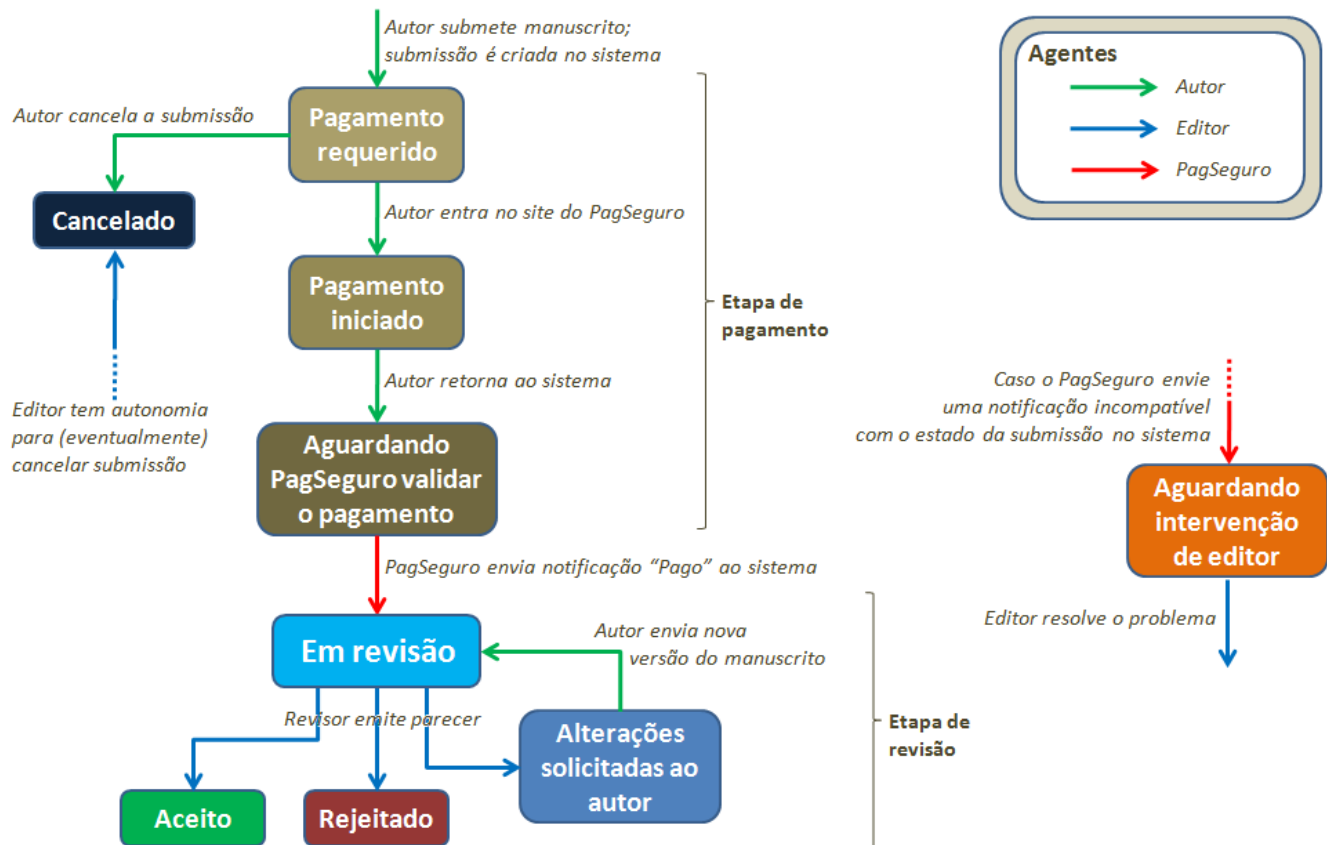 Autor submete manuscrito;
submissão é criada no sistema
Agentes
Autor
Editor
PagSeguro
Autor cancela a submissão
Pagamento
requerido
Cancelado
Autor entra no site do PagSeguro
Pagamento
iniciado
Etapa de
pagamento
Autor retorna ao sistema
Editor tem autonomia
para (eventualmente)
cancelar submissão
Aguardando
PagSeguro validar
o pagamento
Caso o PagSeguro envie
uma notificação incompatível
com o estado da submissão no sistema
Aguardando
intervenção
de editor
PagSeguro envia notificação “Pago” ao sistema
Editor resolve o problema
Em revisão
Autor envia nova
versão do manuscrito
Revisor emite parecer
Alterações
solicitadas ao
autor
Etapa de
revisão
Aceito
Rejeitado